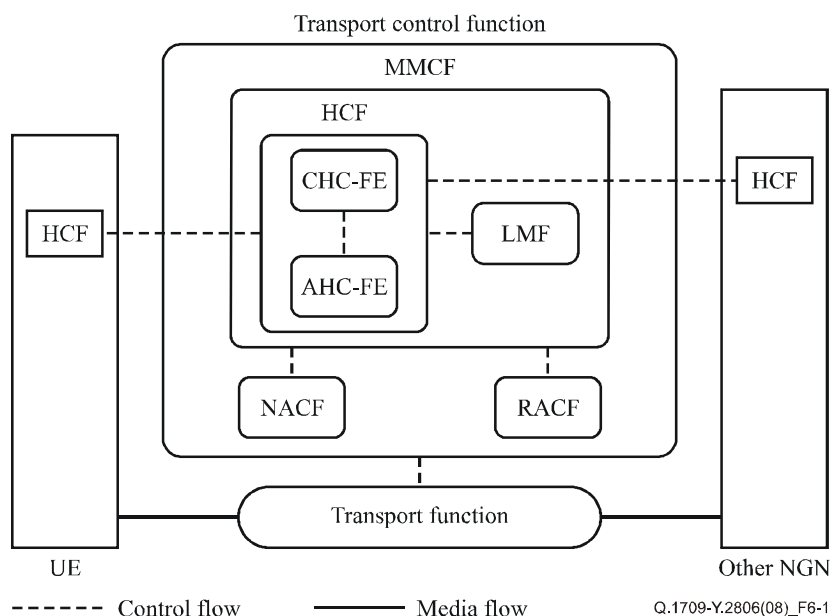 Transport control function
MMCF
HCF
CHC-FE
HCF
HCF
LMF
AHC-FE
NACF
RACF
Transport function
UE
Other NGN
Control flow
Media flow
Q.1709-Y.2806(08)_F6-1